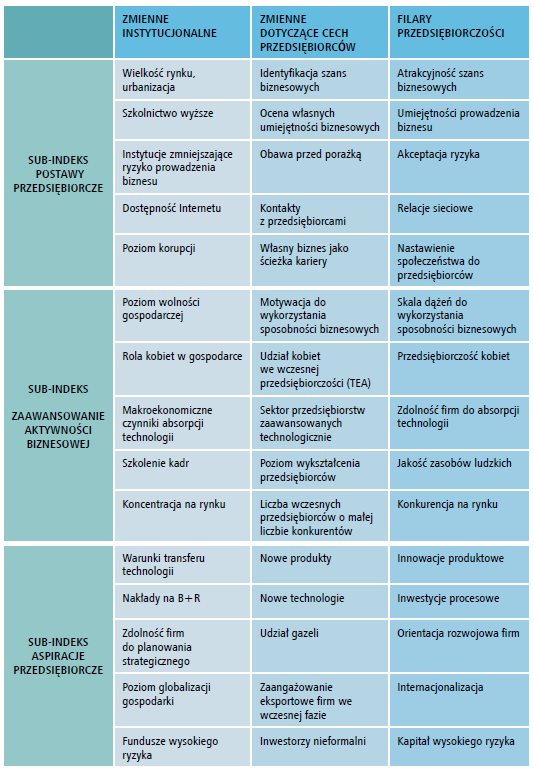 ZMIENNE
INSTYTUCJONALNE
ZMIENNE
DOTYCZĄCE CECH
PRZEDSIĘBIORCÓW
FILARY
PRZEDSIĘBIORCZOŚCI
SUB-INDEKS
POSTAWY
PRZEDSIĘBIORCZE
Wielkość rynku,
urbanizacja
Identyfikacja szans
biznesowych
Atrakcyjność szans
biznesowych
Szkolnictwo wyższe
Ocena własnych
umiejętności biznesowych
Umiejętności prowadzenia
biznesu
Instytucje zmniejszające
ryzyko prowadzenia
biznesu
Obawa przed porażką
Akceptacja ryzyka
Dostępność Internetu
Kontakty
z przedsiębiorcami
Relacje sieciowe
Poziom korupcji
Własny biznes jako
ścieżka kariery
Nastawienie
społeczeństwa do
przedsiębiorców
SUB-INDEKS
ZAAWANSOWANIE
AKTYWNOŚCI
BIZNESOWEJ
Poziom wolności
gospodarczej
Motywacja do
wykorzystania
sposobności biznesowych
Skala dążeń do
wykorzystania
sposobności biznesowych
Rola kobiet w gospodarce
Udział kobiet
we wczesnej
przedsiębiorczości (TEA)
Przedsiębiorczość kobiet
Makroekonomiczne
czynniki absorpcji
technologii
Sektor przedsiębiorstw
zaawansowanych
technologicznie
Zdolność firm do absorpcji
technologii
Szkolenie kadr
Poziom wykształcenia
przedsiębiorców
Jakość zasobów ludzkich
Koncentracja na rynku
Liczba wczesnych
przedsiębiorców o małej
liczbie konkurentów
Konkurencja na rynku
SUB-INDEKS
ASPIRACJE
PRZEDSIĘBIORCZE
Warunki transferu
technologii
Nowe produkty
Innowacje produktowe
Nakłady na B+R
Nowe technologie
Inwestycje procesowe
Zdolność firm
do planowania
strategicznego
Udział gazeli
Orientacja rozwojowa firm
Poziom globalizacji
gospodarki
Zaangażowanie
eksportowe firm we
wczesnej fazie
Internacjonalizacja
Fundusze wysokiego
ryzyka
Inwestorzy nieformalni
Kapitał wysokiego ryzyka